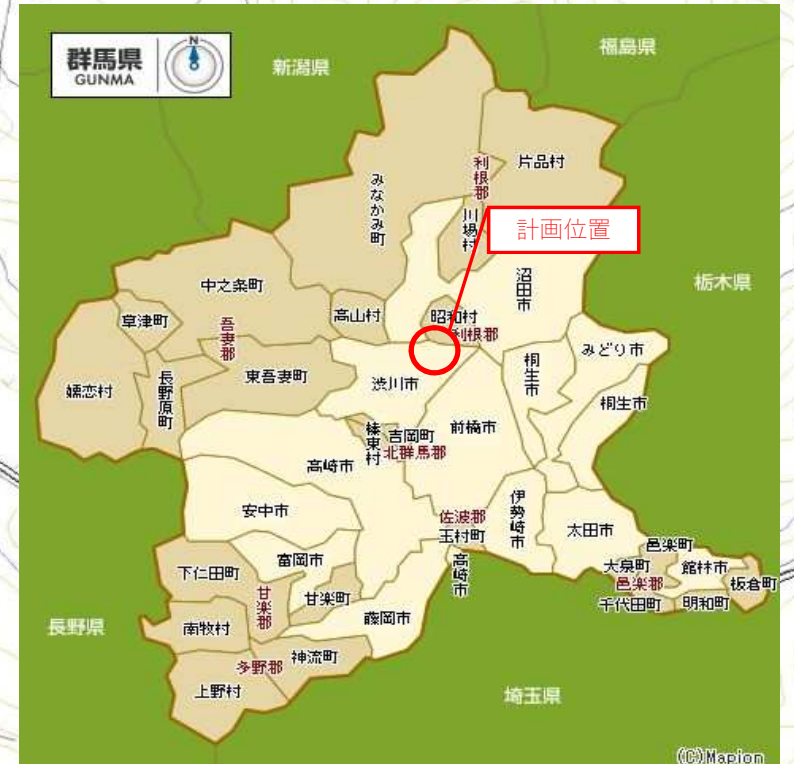 群馬県
GUNMA
N
新潟県
福島県
利根郡
片品村
みなかみ町
川場村
計画位置
沼田市
栃木県
中之条町
高山村
昭和村
利根郡
草津町
吾妻郡
みどり市
桐生市
嬬恋村
長野原町
東吾妻町
渋川市
桐生市
榛東村
吉岡町
前橋市
北群馬郡
高崎市
伊勢崎市
安中市
佐波郡
玉村町
太田市
邑楽町
富岡市
高崎市
大泉町
館林市
下仁田町
甘楽郡
邑楽郡
板倉町
甘楽町
千代田町
明和町
藤岡市
長野県
南牧村
神流町
多野郡
上野村
埼玉県
(C)Mapion